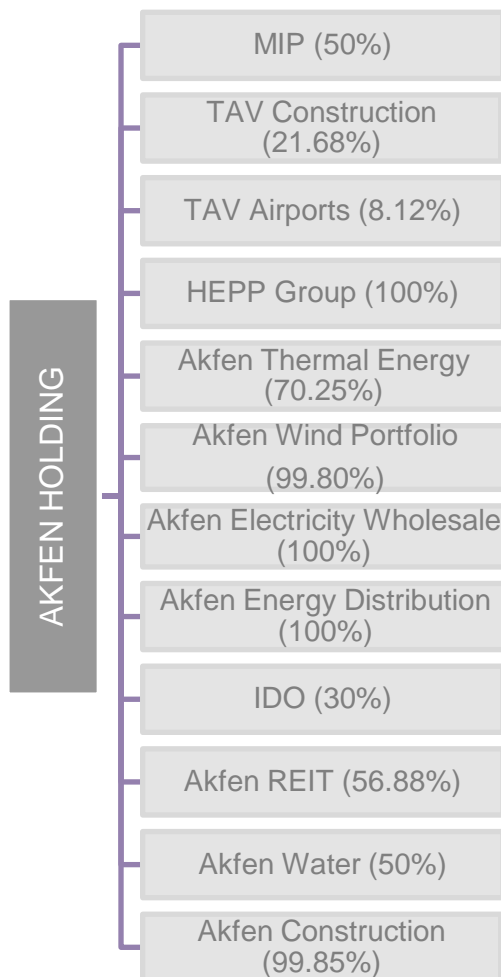 AKFEN HOLDING
MIP (50%)
TAV Construction
(21.68%)
TAV Airports (8.12%)
HEPP Group (100%)
Akfen Thermal Energy
(70.25%)
Akfen Wind Portfolio
(99.80%)
Akfen Electricity Wholesale
(100%)
Akfen Energy Distribution
(100%)
IDO (30%)
Akfen REIT (56.88%)
Akfen Water (50%)
Akfen Construction
(99.85%)